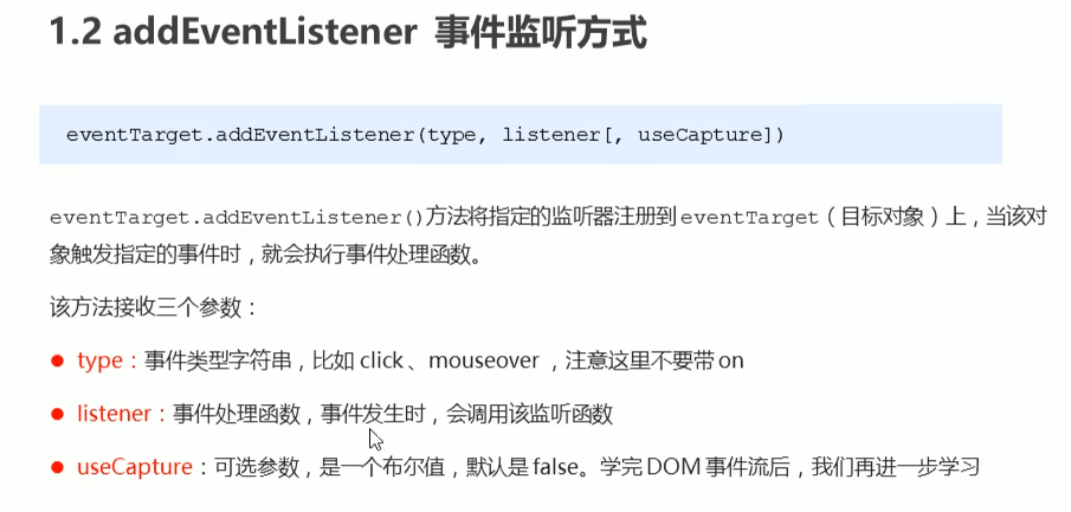 1.2 addEventListener 事件监听方式
eventTarget.addEventListener(type, listener[, useCapture])
eventTarget.addEventListener()方法将指定的监听器注册到 eventTarget（目标对象）上，当该对
象触发指定的事件时，就会执行事件处理函数。
该方法接收三个参数：
● type：事件类型字符串，比如 click、mouseover ，注意这里不要带 on
● listener：事件处理函数，事件发生时，会调用该监听函数
● useCapture：可选参数，是一个布尔值，默认是 false。学完 DOM 事件流后，我们再进一步学习